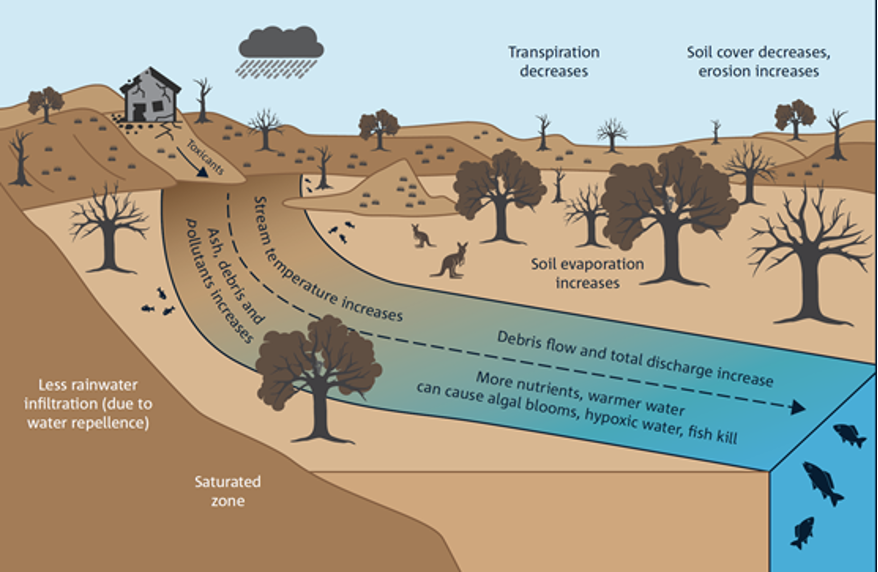 Transpiration
decreases
Soil cover decreases,
erosion increases
Toxicants
Stream temperature increases
Ash, debris and
pollutants increases
Soil evaporation
increases
Debris flow and total discharge increase
More nutrients, warmer water
can cause algal blooms, hypoxic water, fish kill
Less rainwater
infiltration (due to
water repellence)
Saturated
zone